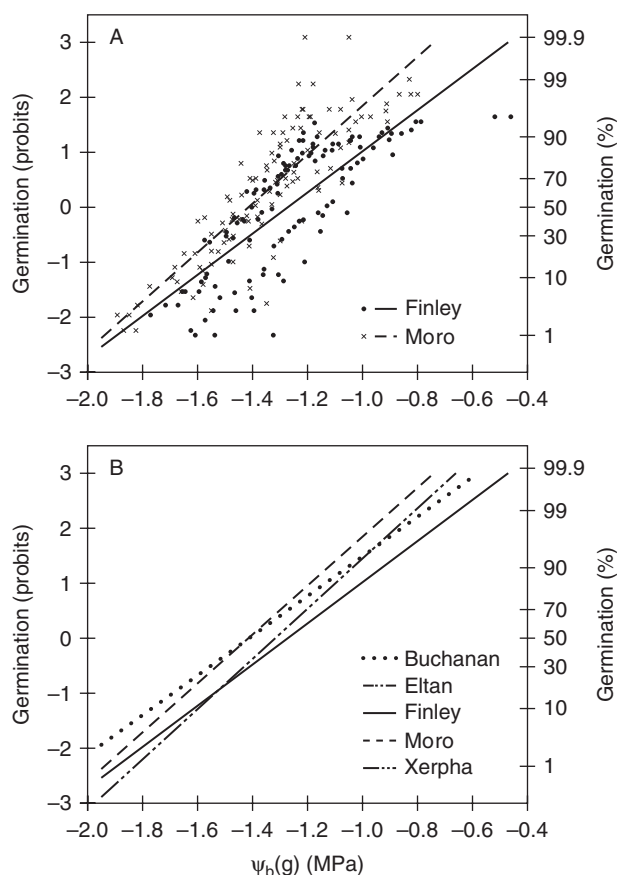 A
Germination (probits)
3
2
1
0
–1
–2
–3
99.9
99
90
70
50
30
10
1
Germination (%)
Finley
Moro
–2.0 –1.8 –1.6 –1.4 –1.2 –1.0 –0.8 –0.6 –0.4
B
Germination (probits)
3
2
1
0
–1
–2
–3
99.9
99
90
70
50
30
10
1
Germination (%)
Buchanan
Eltan
Finley
Moro
Xerpha
–2.0 –1.8 –1.6 –1.4 –1.2 –1.0 –0.8 –0.6 –0.4
ψb(g) (MPa)